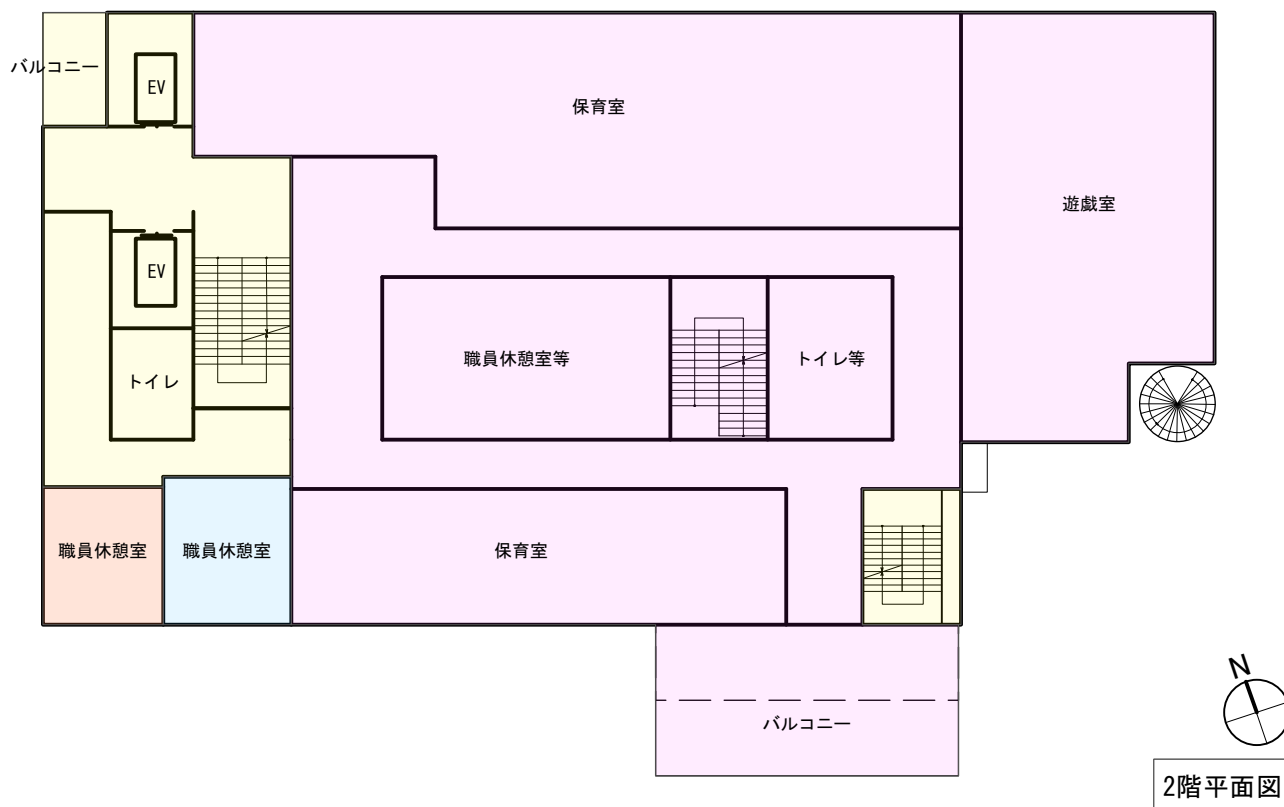 バルコニー
EV
保育室
遊戯室
EV
職員休憩室等
トイレ等
トイレ
職員休憩室
職員休憩室
保育室
バルコニー
N
2階平面図